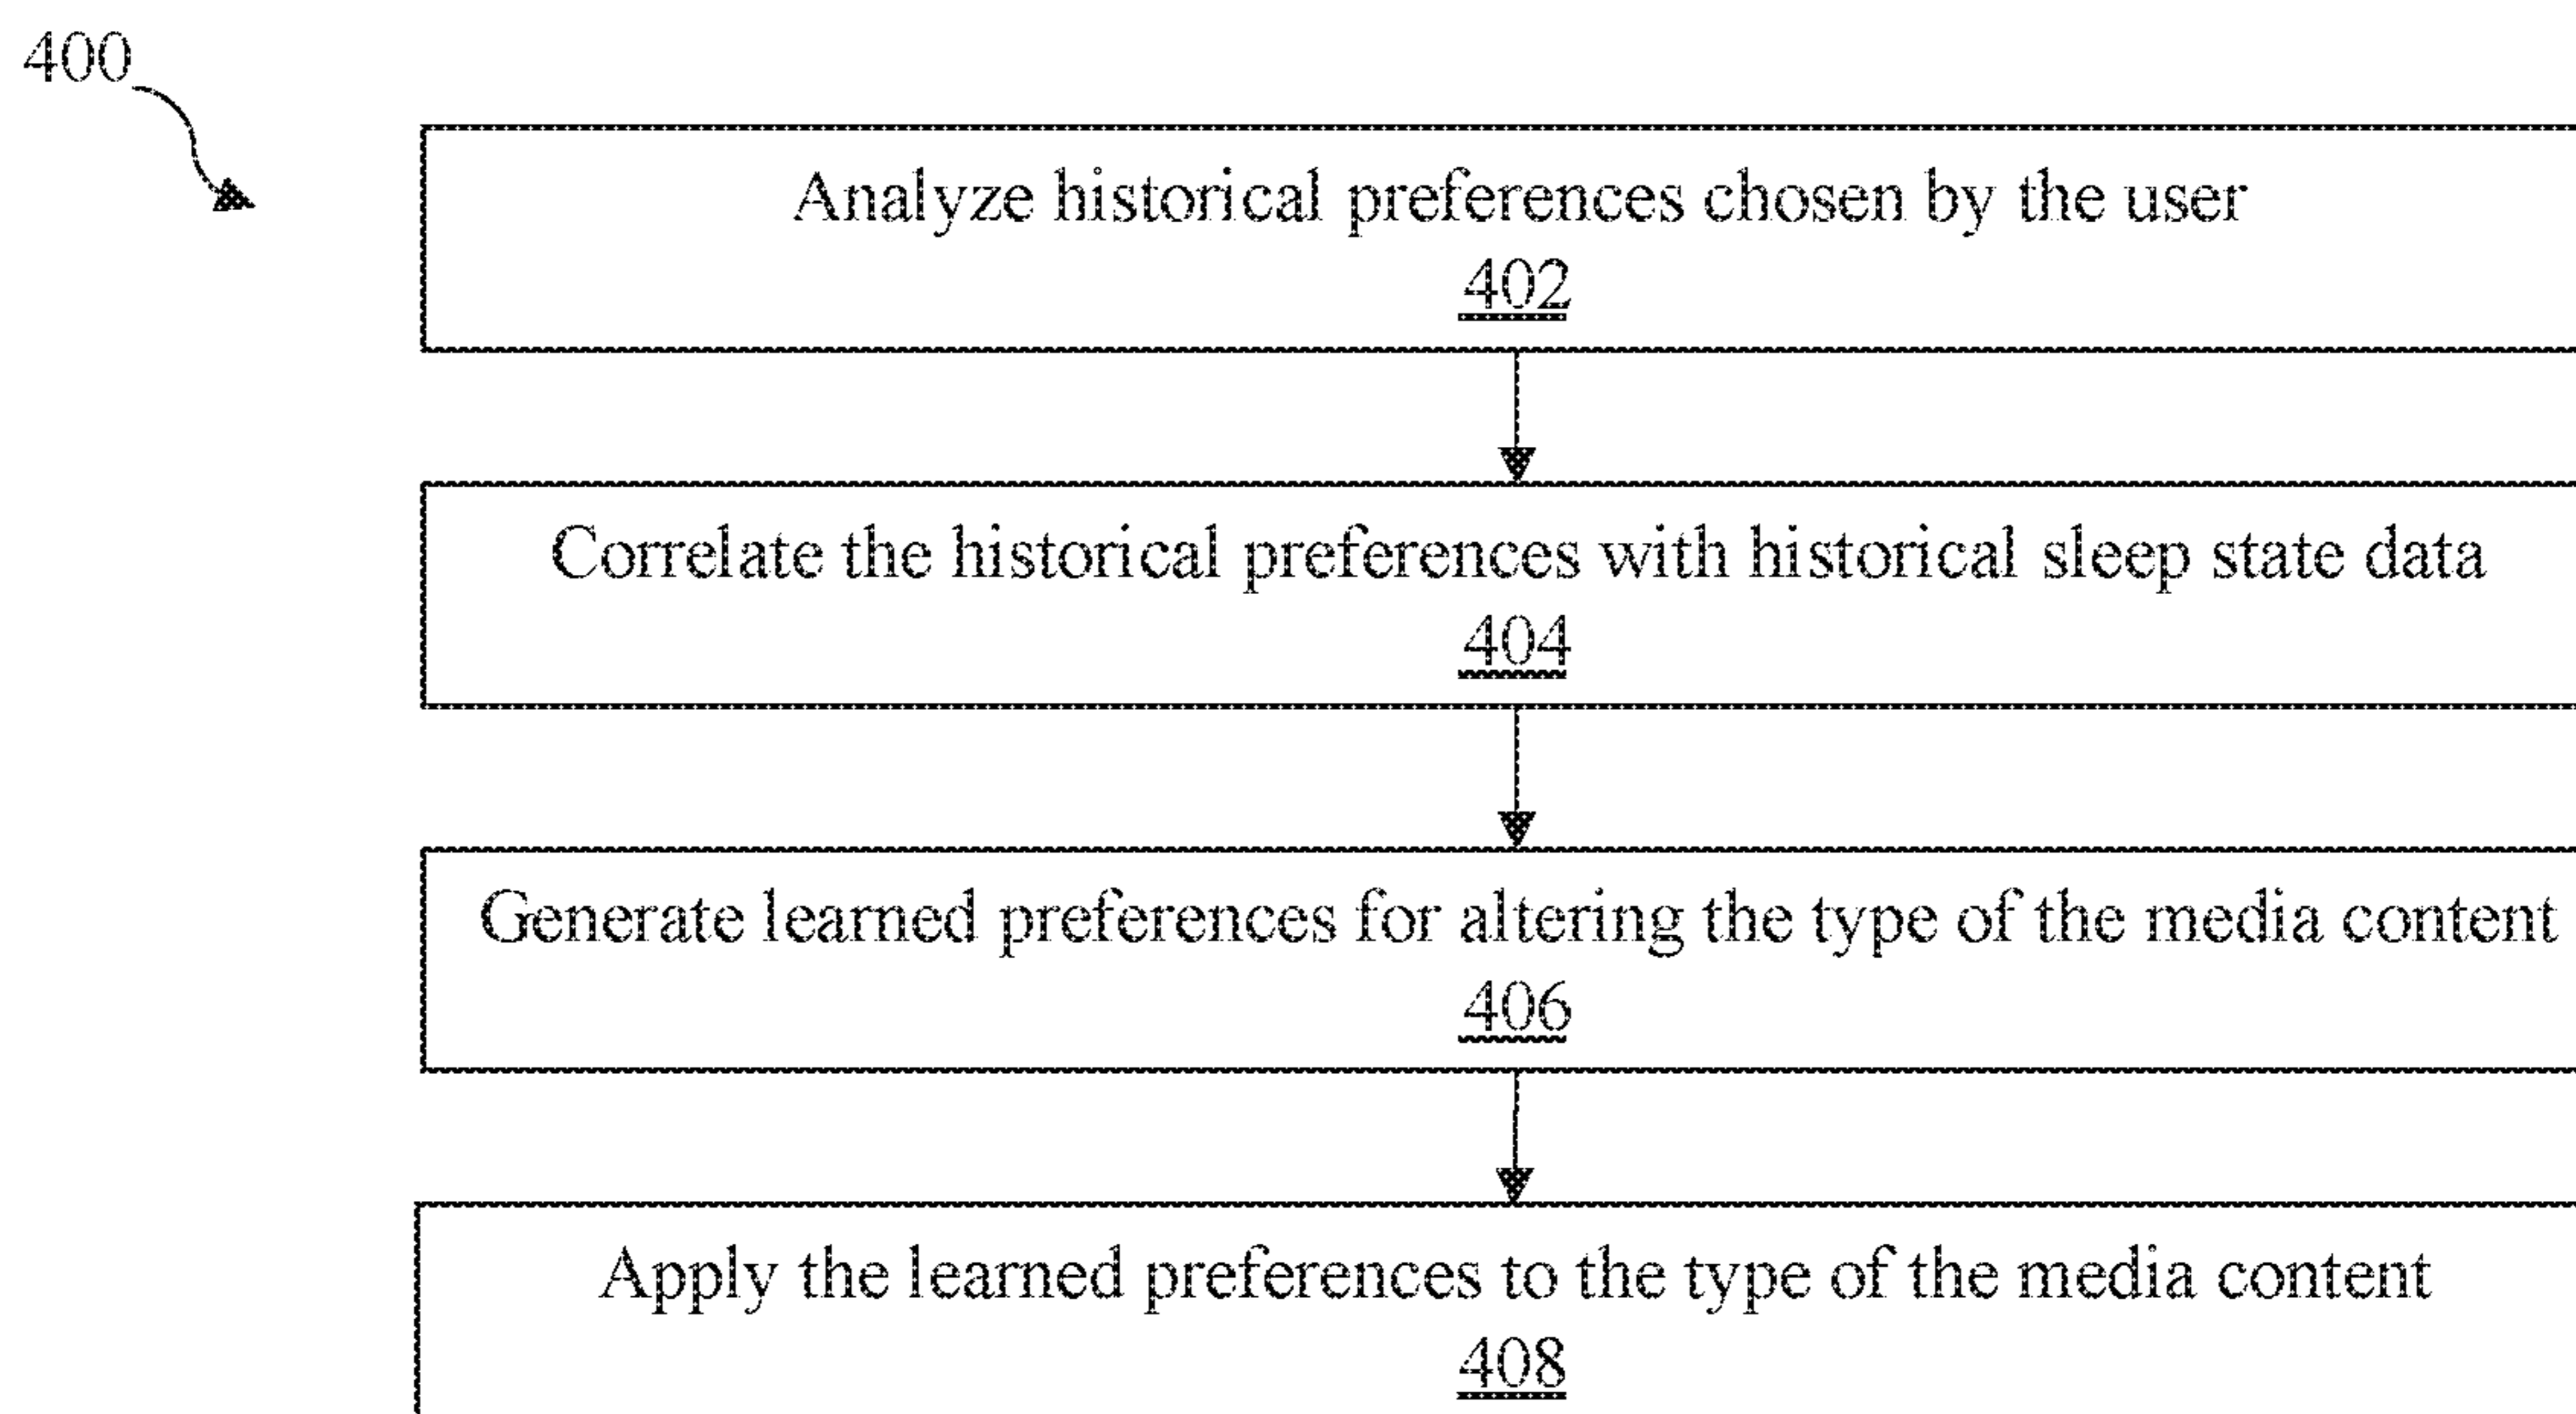 400
Analyze historical preferences chosen by the user
402
Correlate the historical preferences with historical sleep state data
404
Generate learned preferences for altering the type of the media content
406
Apply the learned preferences to the type of the media content
408